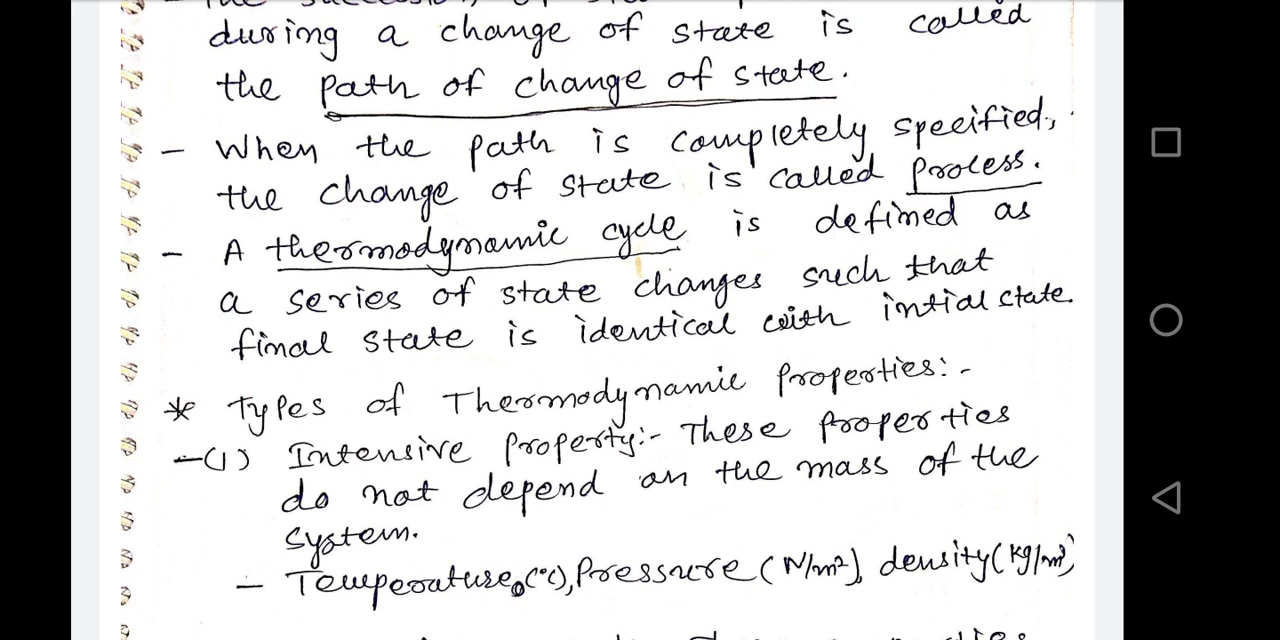 during a change of state is called
the path of change of state.
- When the path is completely specified,
the change of state is called process.
- A thermodynamic cycle is defined as
a series of state changes such that
final state is identical with intial state.
* Types of Thermodynamic Properties:-
-(1) Intensive Property:- These properties
do not depend on the mass of the
system.
- Temperature (°C), Pressure (N/m²), density (kg/m³)